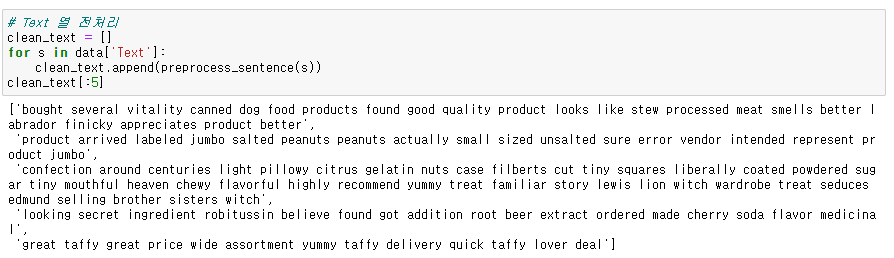 # Text 열 전처리
clean_text = []
for s in data['Text']:
    clean_text.append(preprocess_sentence(s))
clean_text[:5]
['bought several vitality canned dog food products found good quality product looks like stew processed meat smells better l
abrador finicky appreciates product better',
 'product arrived labeled jumbo salted peanuts peanuts actually small sized unsalted sure error vendor intended represent pr
oduct jumbo',
 'confection around centuries light pillowy citrus gelatin nuts case filberts cut tiny squares liberally coated powdered sug
ar tiny mouthful heaven chewy flavorful highly recommend yummy treat familiar story lewis lion witch wardrobe treat seduces
edmund selling brother sisters witch',
 'looking secret ingredient robitussin believe found got addition root beer extract ordered made cherry soda flavor medicina
l',
 'great taffy great price wide assortment yummy taffy delivery quick taffy lover deal']